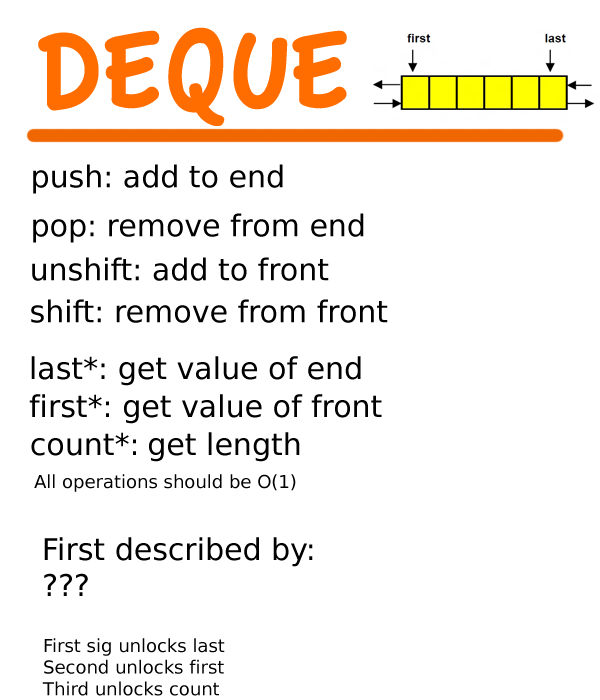 DEQUE
first last
push: add to end
pop: remove from end
unshift: add to front
shift: remove from front
last*: get value of end
first*: get value of front
count*: get length
All operations should be O(1)
First described by:
???
First sig unlocks last
Second unlocks first
Third unlocks count